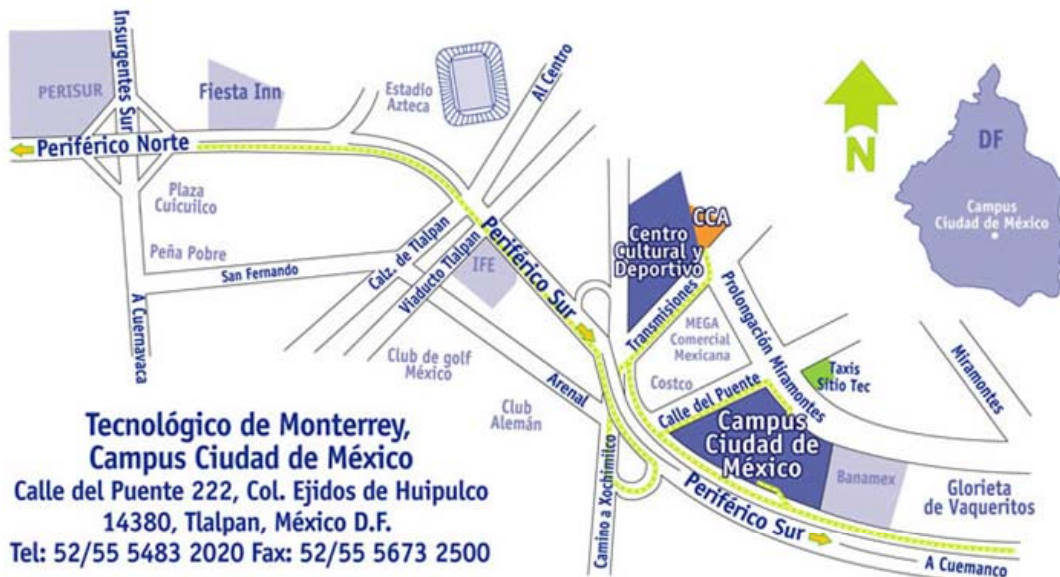 Insurgentes Sur
PERISUR
Fiesta Inn
Estadio
Azteca
Al Centro
N
DF
Campus
Ciudad de México
Periférico Norte
Plaza
Cuicuilco
Peña Pobre
San Fernando
A Cuernavaca
Calz. de Tlalpan
Viaducto Tlalpan
IFE
Periférico Sur
CCA
Centro
Cultural y
Deportivo
Transmisiones
Prolongación Miramontes
MEGA
Comercial
Mexicana
Costco
Calle del Puente
Taxis
Sitio Tec
Miramontes
Club de golf
México
Arenal
Club
Alemán
Camino a Xochimilco
Campus
Ciudad de
México
Banamex
Glorieta
de Vaqueritos
Periférico Sur
A Cuemanco
Tecnológico de Monterrey,
Campus Ciudad de México
Calle del Puente 222, Col. Ejidos de Huipulco
14380, Tlalpan, México D.F.
Tel: 52/55 5483 2020 Fax: 52/55 5673 2500